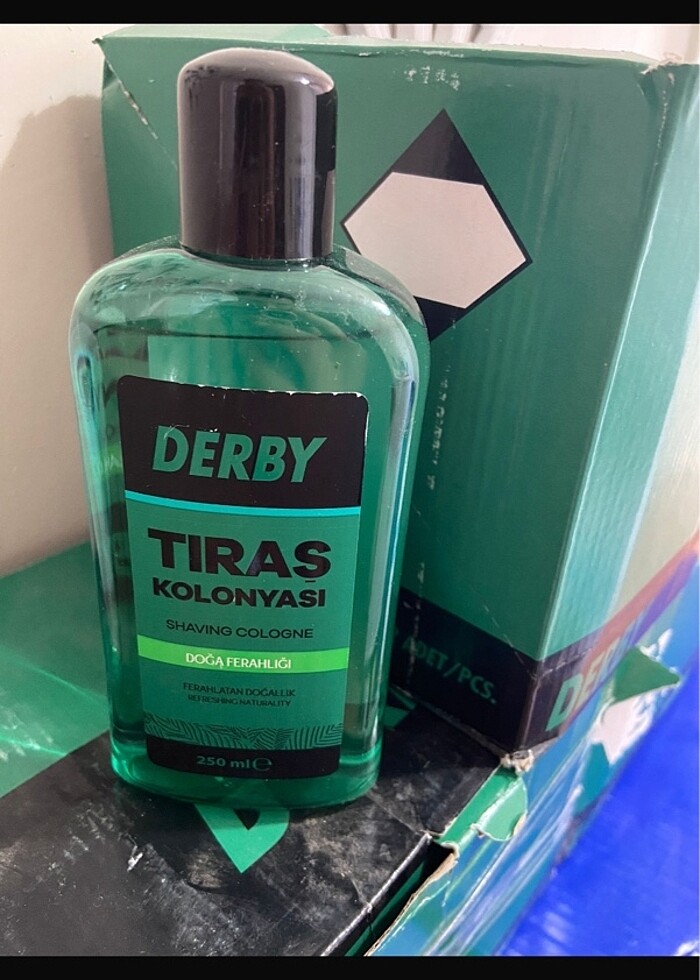 DERBY
TIRAŞ
KOLONYASI
SHAVING COLOGNE
DOĞA FERAHLIĞI
FERAHLATAN DOĞALLIK
REFRESHING NATURALITY
250 ml ℮
ADET/PCS.